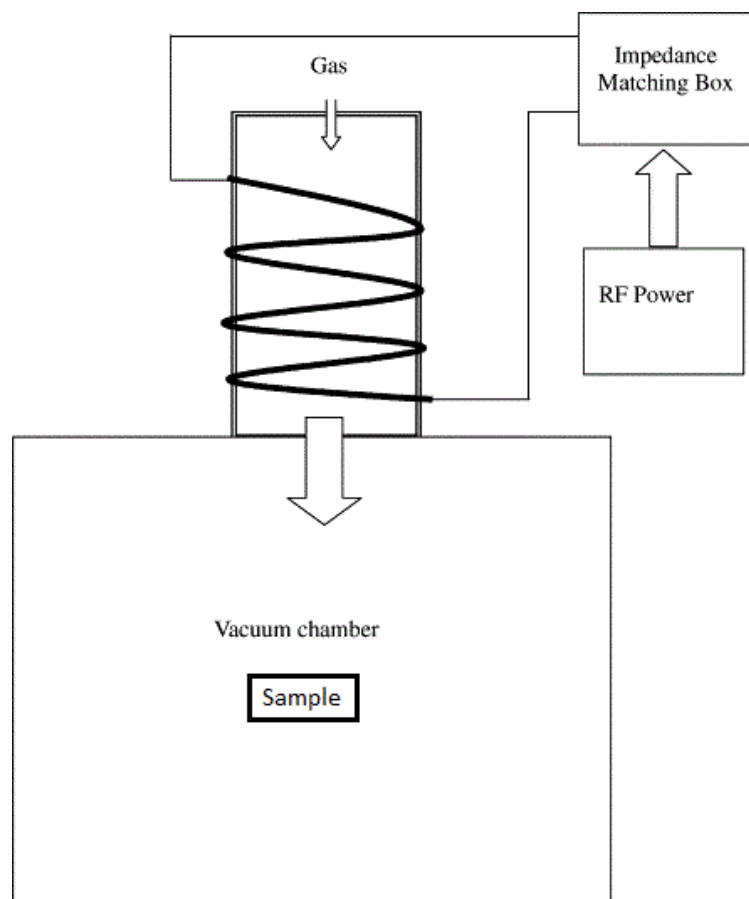 Gas
Impedance
Matching Box
RF Power
Vacuum chamber
Sample